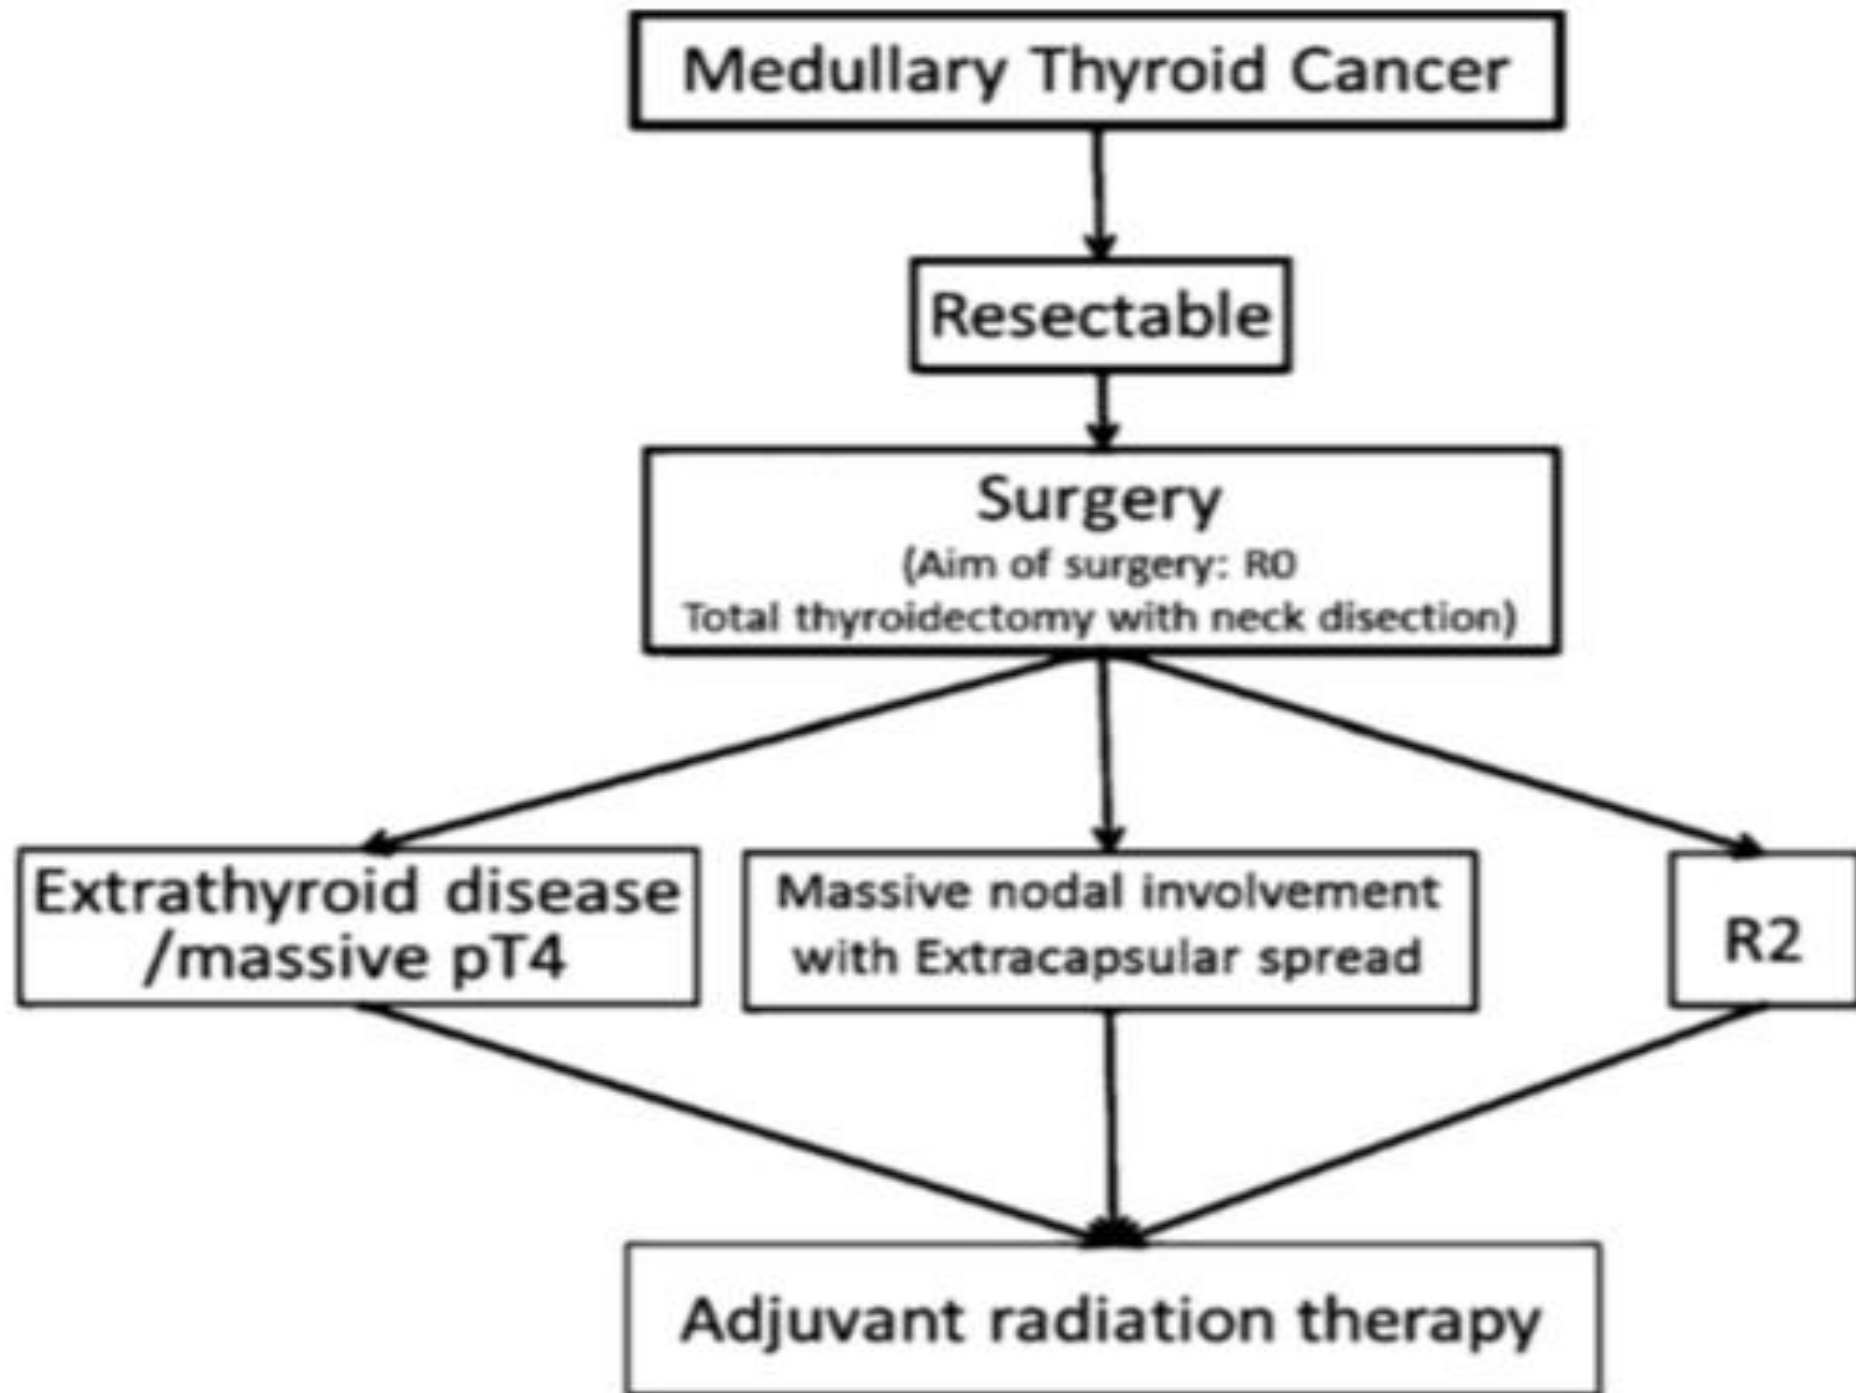 Medullary Thyroid Cancer
Resectable
Surgery
(Aim of surgery: R0
Total thyroidectomy with neck disection)
Extrathyroid disease
/massive pT4
Massive nodal involvement
with Extracapsular spread
R2
Adjuvant radiation therapy